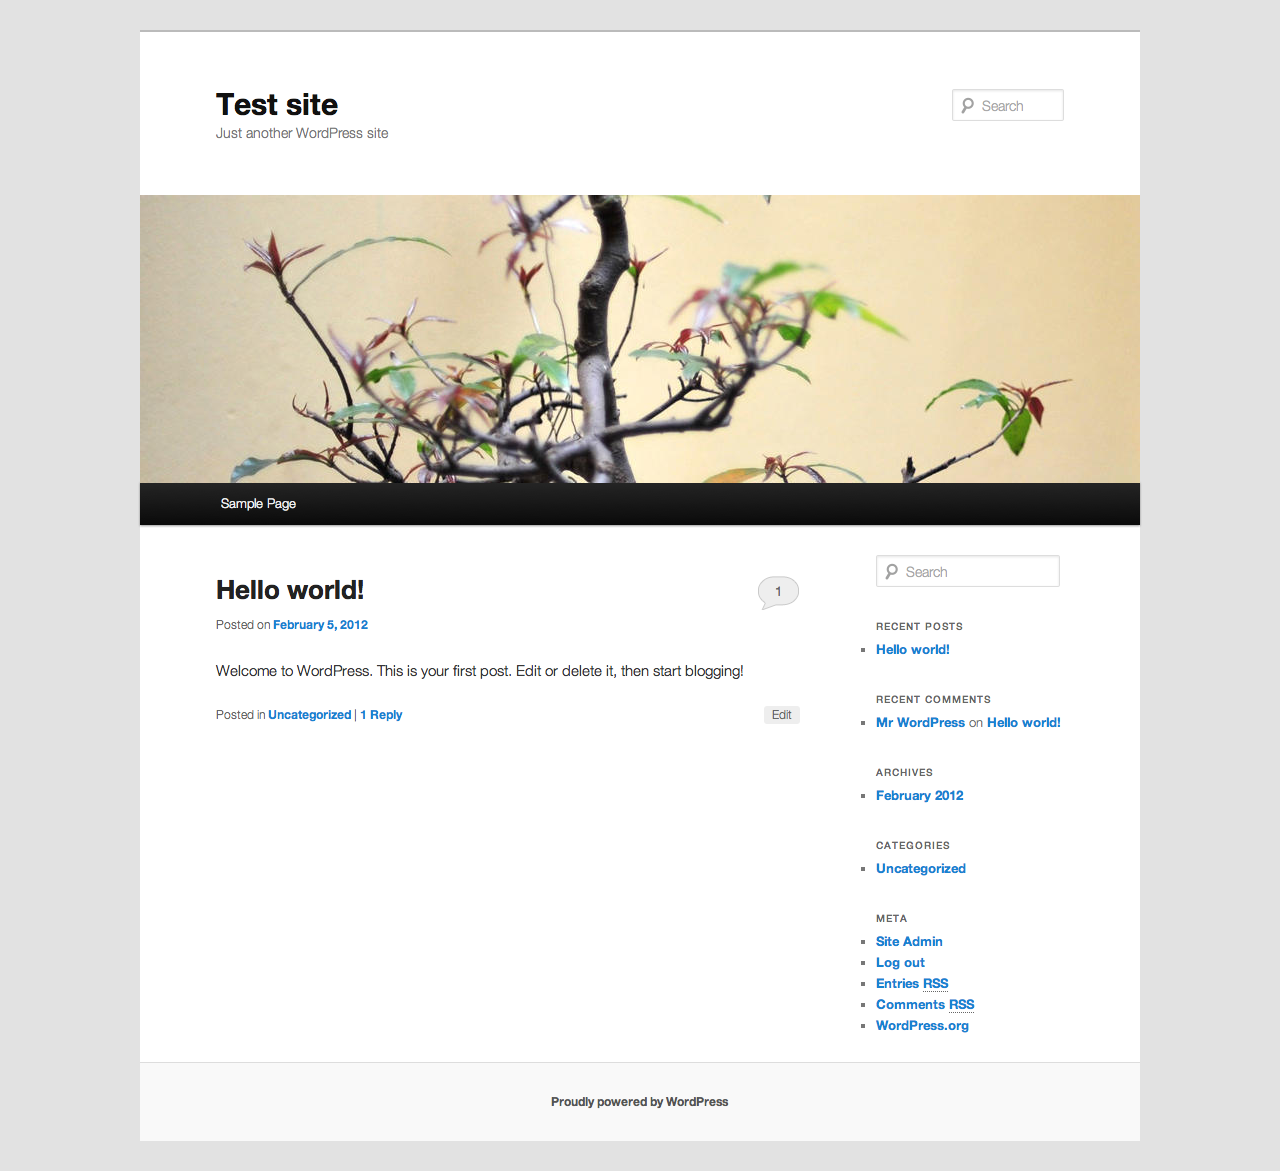 Test site
Just another WordPress site
Search
Sample Page
Hello world!
1
Posted on February 5, 2012
Welcome to WordPress. This is your first post. Edit or delete it, then start blogging!
Posted in Uncategorized | 1 Reply
Edit
Search
RECENT POSTS
Hello world!
RECENT COMMENTS
Mr WordPress on Hello world!
ARCHIVES
February 2012
CATEGORIES
Uncategorized
META
Site Admin
Log out
Entries RSS
Comments RSS
WordPress.org
Proudly powered by WordPress